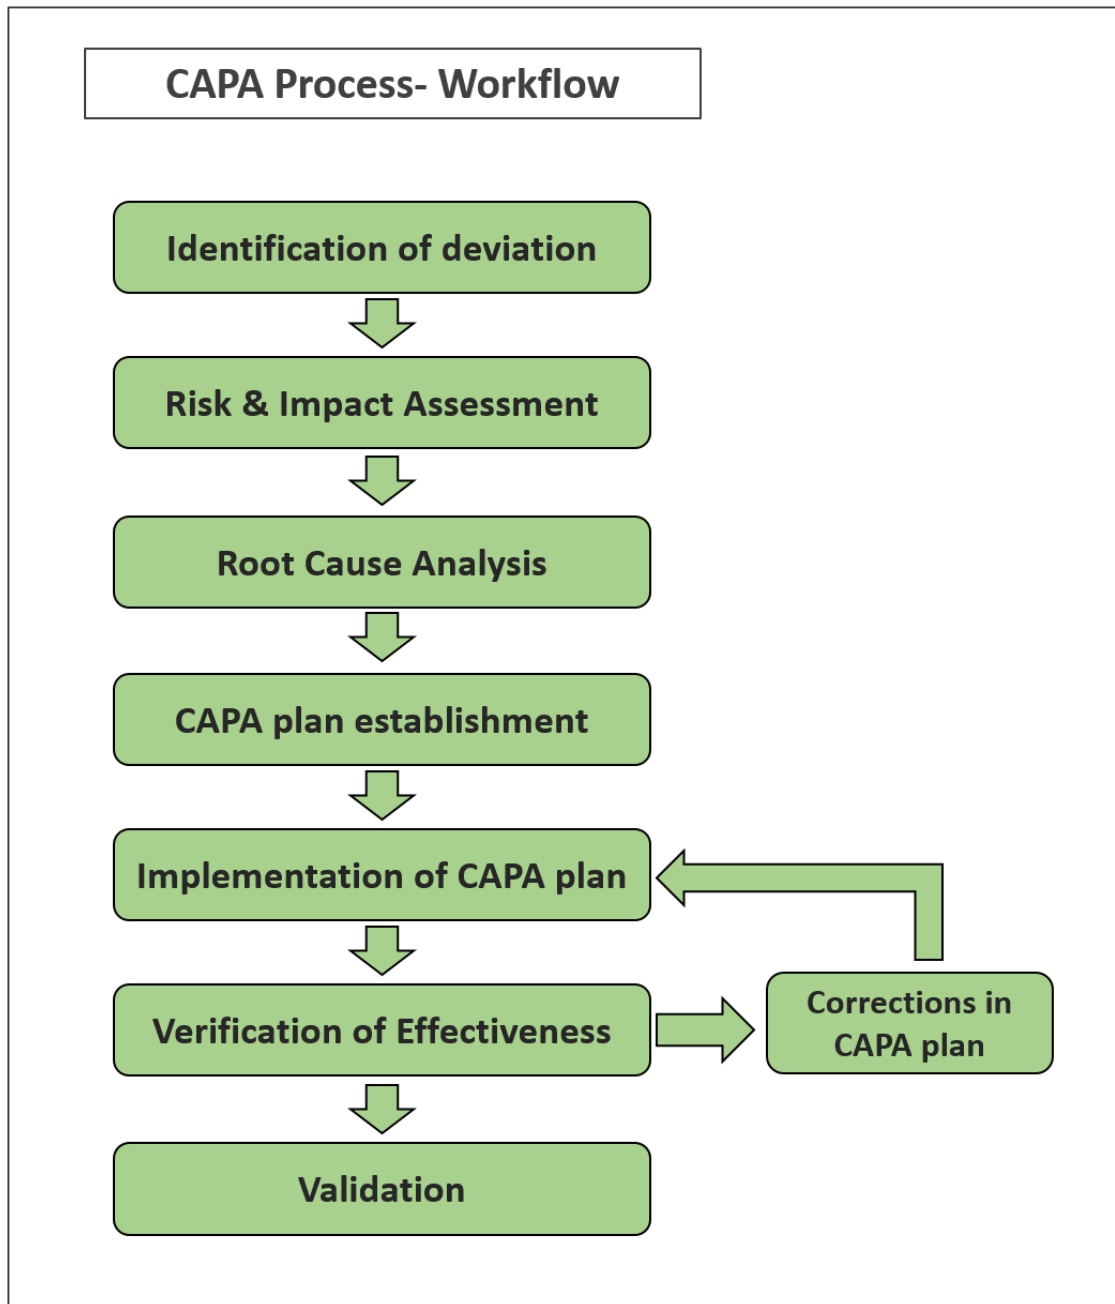 CAPA Process- Workflow
Identification of deviation
Risk & Impact Assessment
Root Cause Analysis
CAPA plan establishment
Implementation of CAPA plan
Verification of Effectiveness
Corrections in
CAPA plan
Validation